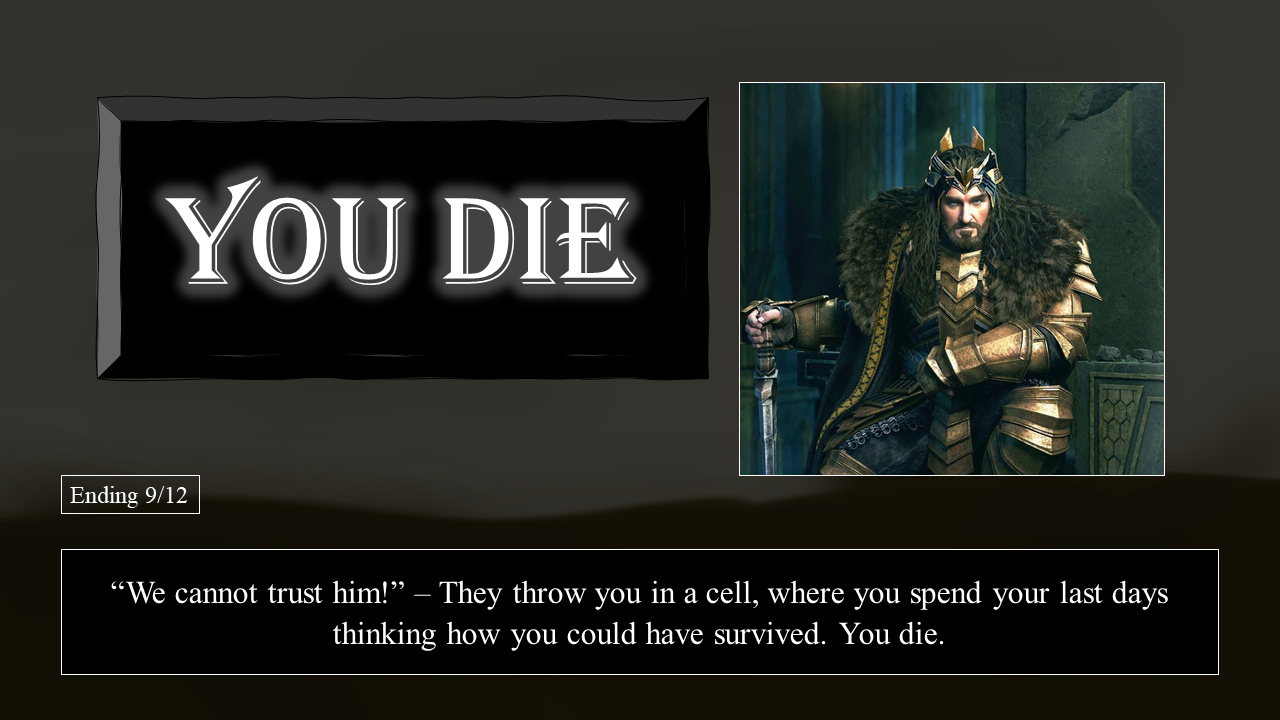 YOU DIE
Ending 9/12
“We cannot trust him!” – They throw you in a cell, where you spend your last days
thinking how you could have survived. You die.